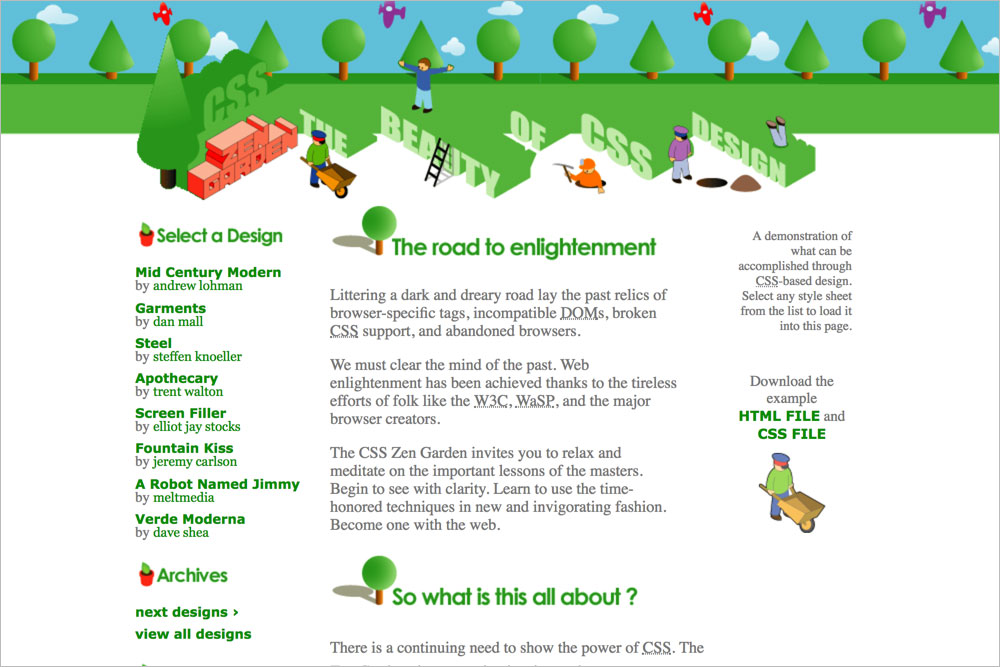 CSS
ZEN
GARDEN
THE BEAUTY OF CSS DESIGN
Select a Design
Mid Century Modern
by andrew lohman
Garments
by dan mall
Steel
by steffen knoeller
Apothecary
by trent walton
Screen Filler
by elliot jay stocks
Fountain Kiss
by jeremy carlson
A Robot Named Jimmy
by meltmedia
Verde Moderna
by dave shea
Archives
next designs ›
view all designs
The road to enlightenment
Littering a dark and dreary road lay the past relics of
browser-specific tags, incompatible DOMs, broken
CSS support, and abandoned browsers.
We must clear the mind of the past. Web
enlightenment has been achieved thanks to the tireless
efforts of folk like the W3C, WaSP, and the major
browser creators.
The CSS Zen Garden invites you to relax and
meditate on the important lessons of the masters.
Begin to see with clarity. Learn to use the time-
honored techniques in new and invigorating fashion.
Become one with the web.
So what is this all about ?
There is a continuing need to show the power of CSS. The
A demonstration of
what can be
accomplished through
CSS-based design.
Select any style sheet
from the list to load it
into this page.
Download the
example
HTML FILE and
CSS FILE